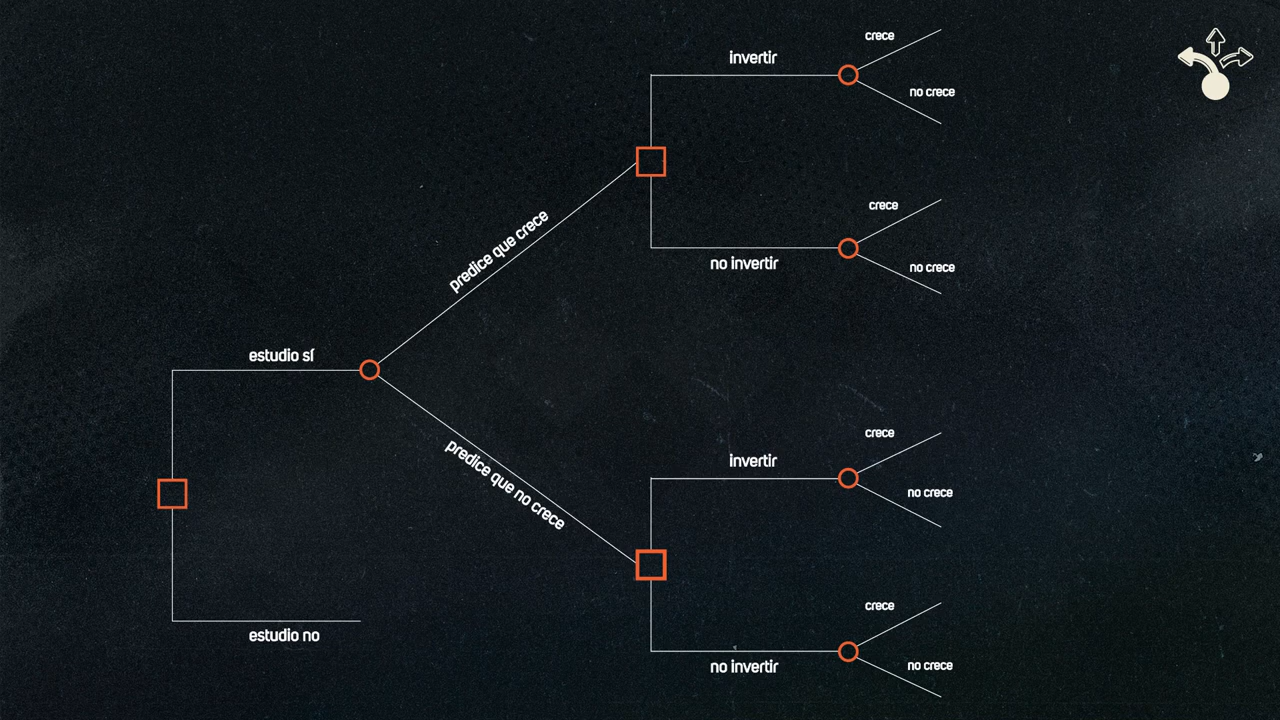 crece
invertir
no crece
predice que crece
crece
no invertir
no crece
estudio sí
predice que no crece
crece
invertir
no crece
estudio no
crece
no invertir
no crece